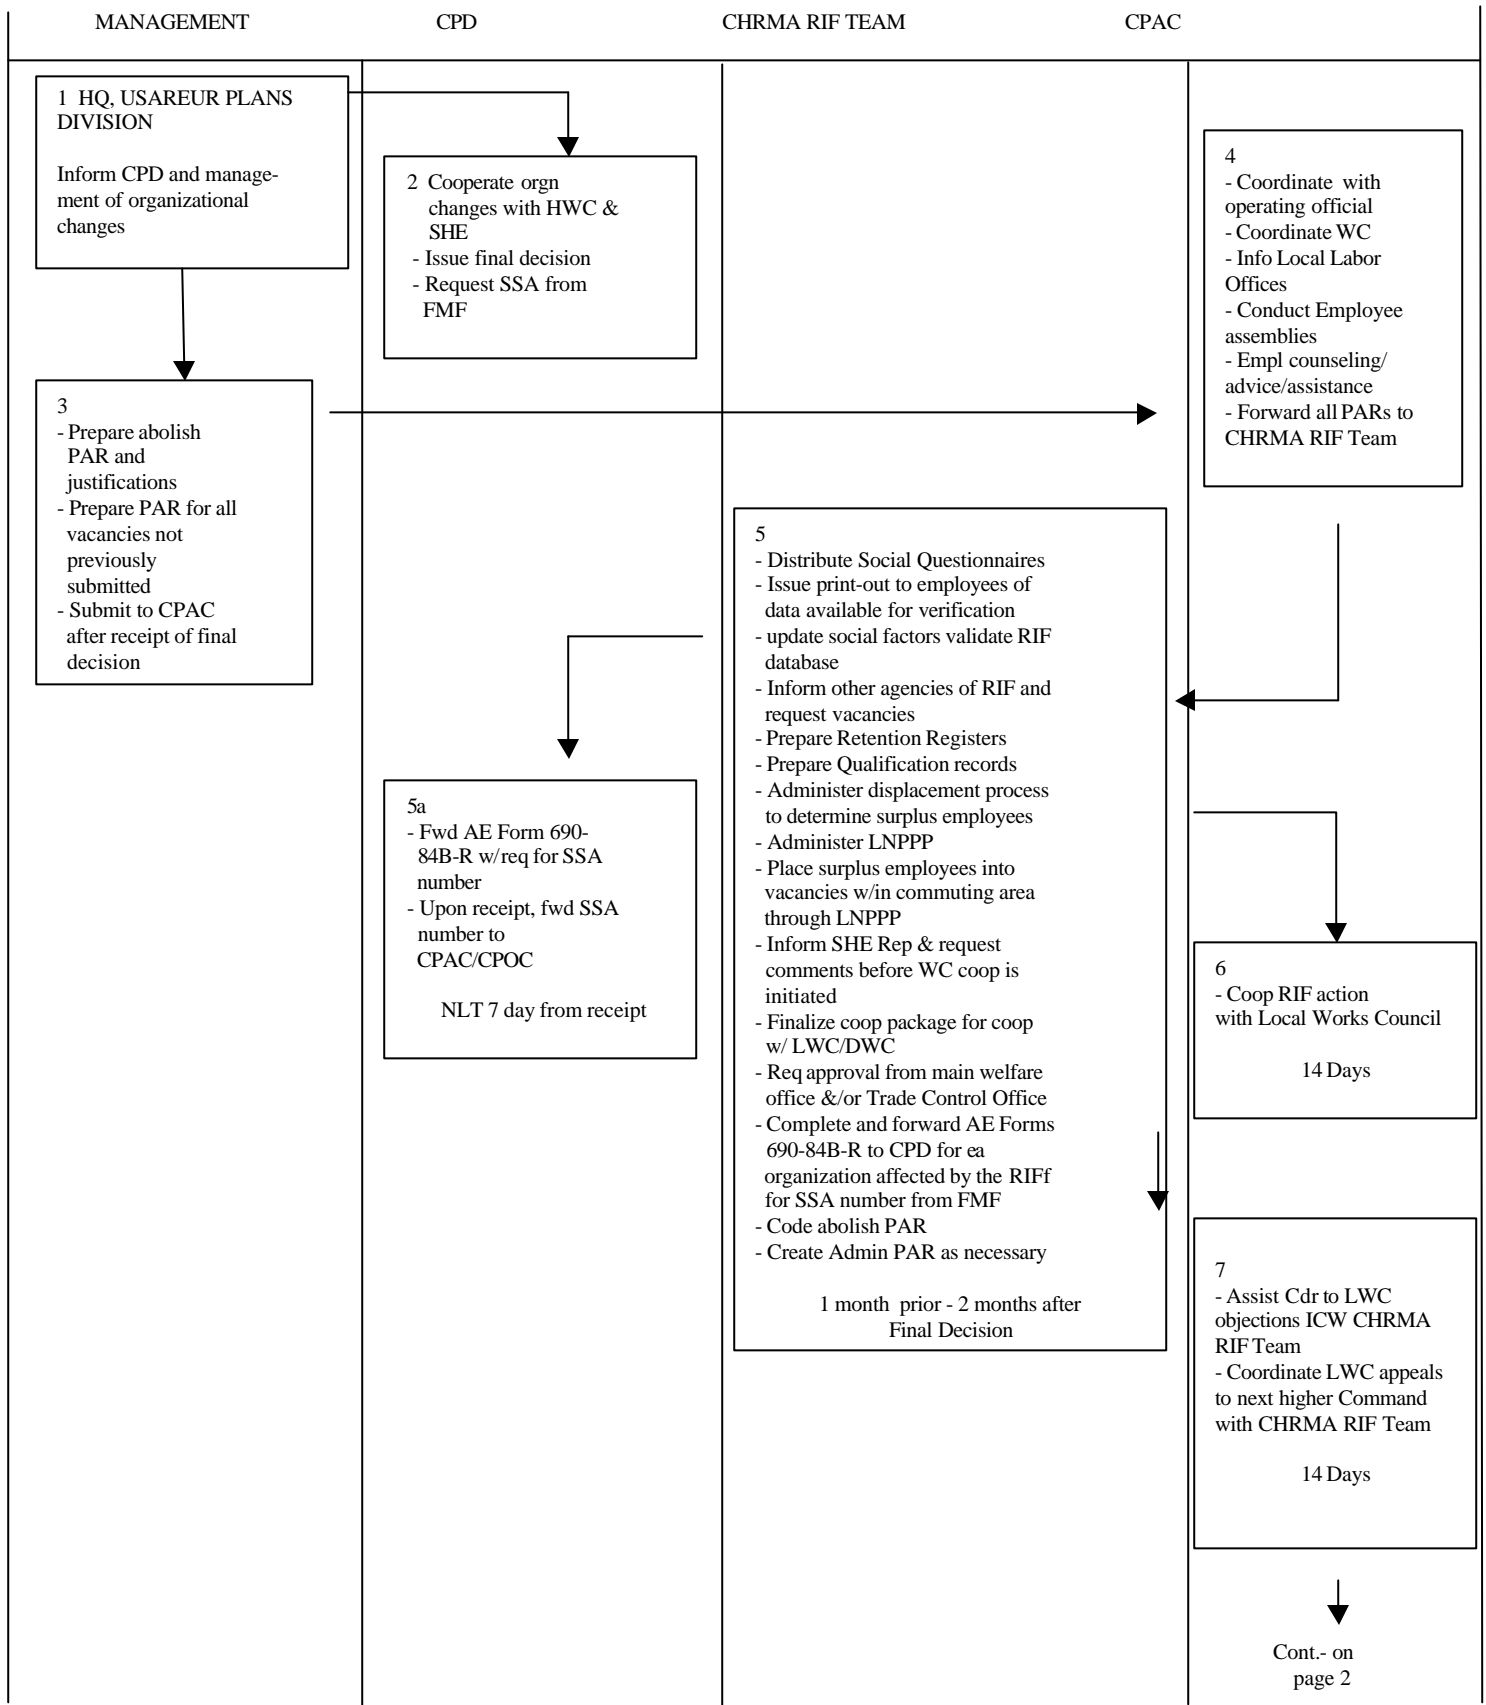 MANAGEMENT CPD CHRMA RIF TEAM CPAC
1 HQ, USAREUR PLANS
DIVISION
Inform CPD and manage-
ment of organizational
changes
2 Cooperate orgn
changes with HWC &
SHE
- Issue final decision
- Request SSA from
FMF
3
- Prepare abolish
PAR and
justifications
- Prepare PAR for all
vacancies not
previously
submitted
- Submit to CPAC
after receipt of final
decision
4
- Coordinate with
operating official
- Coordinate WC
- Info Local Labor
Offices
- Conduct Employee
assemblies
- Empl counseling/
advice/assistance
- Forward all PARs to
CHRMA RIF Team
5
- Distribute Social Questionnaires
- Issue print-out to employees of
data available for verification
- update social factors validate RIF
database
- Inform other agencies of RIF and
request vacancies
- Prepare Retention Registers
- Prepare Qualification records
- Administer displacement process
to determine surplus employees
- Administer LNPPP
- Place surplus employees into
vacancies w/in commuting area
through LNPPP
- Inform SHE Rep & request
comments before WC coop is
initiated
- Finalize coop package for coop
w/ LWC/DWC
- Req approval from main welfare
office &/or Trade Control Office
- Complete and forward AE Forms
690-84B-R to CPD for ea
organization affected by the RIFf
for SSA number from FMF
- Code abolish PAR
- Create Admin PAR as necessary
1 month prior - 2 months after
Final Decision
5a
- Fwd AE Form 690-
84B-R w/req for SSA
number
- Upon receipt, fwd SSA
number to
CPAC/CPOC
NLT 7 day from receipt
6
- Coop RIF action
with Local Works Council
14 Days
7
- Assist Cdr to LWC
objections ICW CHRMA
RIF Team
- Coordinate LWC appeals
to next higher Command
with CHRMA RIF Team
14 Days
Cont.- on
page 2